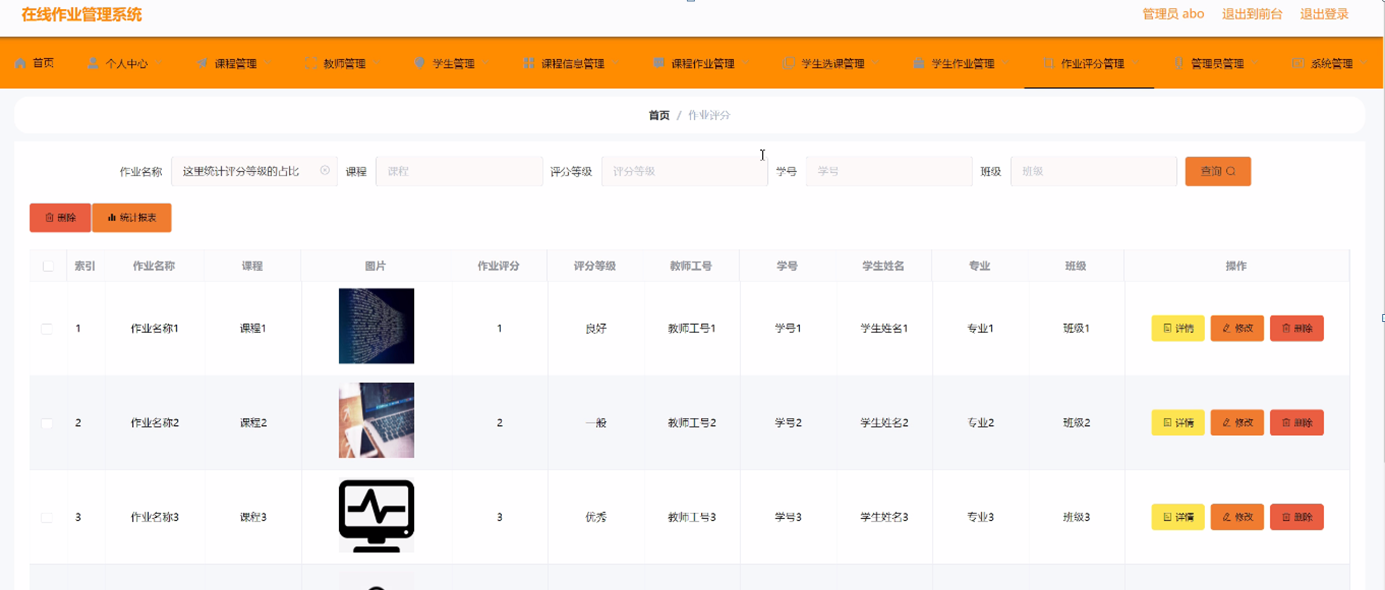 在线作业管理系统
管理员 abo 退出到前台 退出登录
首页 个人中心 课程管理 教师管理 学生管理 课程信息管理 课程作业管理 学生选课管理 学生作业管理 作业评分管理 管理员管理 系统管理
首页 / 作业评分
作业名称 这里统计评分等级的占比 课程 课程 评分等级 评分等级 学号 学号 班级 班级 查询
删除 统计报表
索引 作业名称 课程 图片 作业评分 评分等级 教师工号 学号 学生姓名 专业 班级 操作
1 作业名称1 课程1 1 良好 教师工号1 学号1 学生姓名1 专业1 班级1 详情 修改 删除
2 作业名称2 课程2 2 一般 教师工号2 学号2 学生姓名2 专业2 班级2 详情 修改 删除
3 作业名称3 课程3 3 优秀 教师工号3 学号3 学生姓名3 专业3 班级3 详情 修改 删除